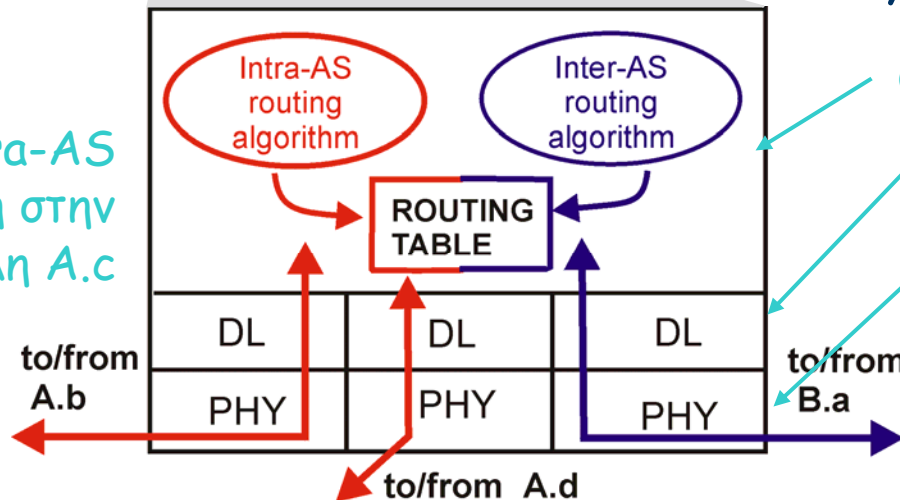 Intra-AS
routing
algorithm
Inter-AS
routing
algorithm
ROUTING
TABLE
στην
A.c
DL
DL
DL
PHY
PHY
PHY
to/from
A.b
to/from
B.a
to/from A.d